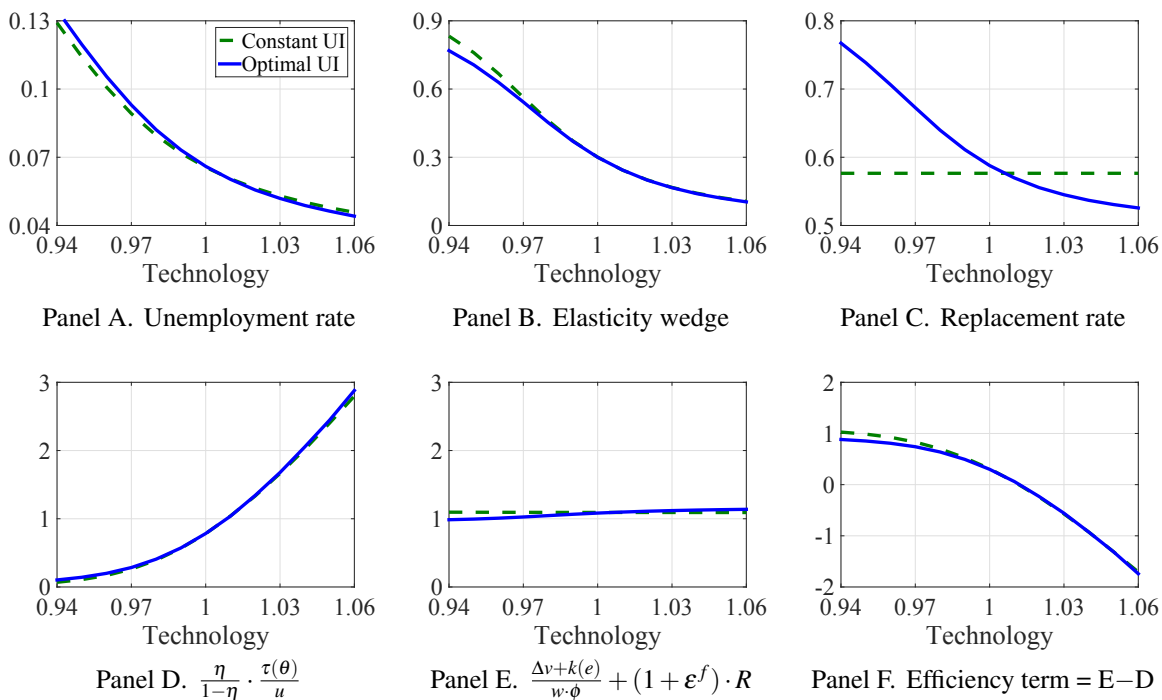 0.13
0.1
0.07
0.04
0.94 0.97 1 1.03 1.06
Technology
Constant UI
Optimal UI
Panel A. Unemployment rate
0.9
0.6
0.3
0
0.94 0.97 1 1.03 1.06
Technology
Panel B. Elasticity wedge
0.8
0.7
0.6
0.5
0.94 0.97 1 1.03 1.06
Technology
Panel C. Replacement rate
3
2
1
0
0.94 0.97 1 1.03 1.06
Technology
Panel D. η/(1−η) · τ(θ)/u
3
2
1
0
0.94 0.97 1 1.03 1.06
Technology
Panel E. (Δv+k(e))/(w·ϕ) + (1+ε^f)·R
2
1
0
-1
-2
0.94 0.97 1 1.03 1.06
Technology
Panel F. Efficiency term = E−D